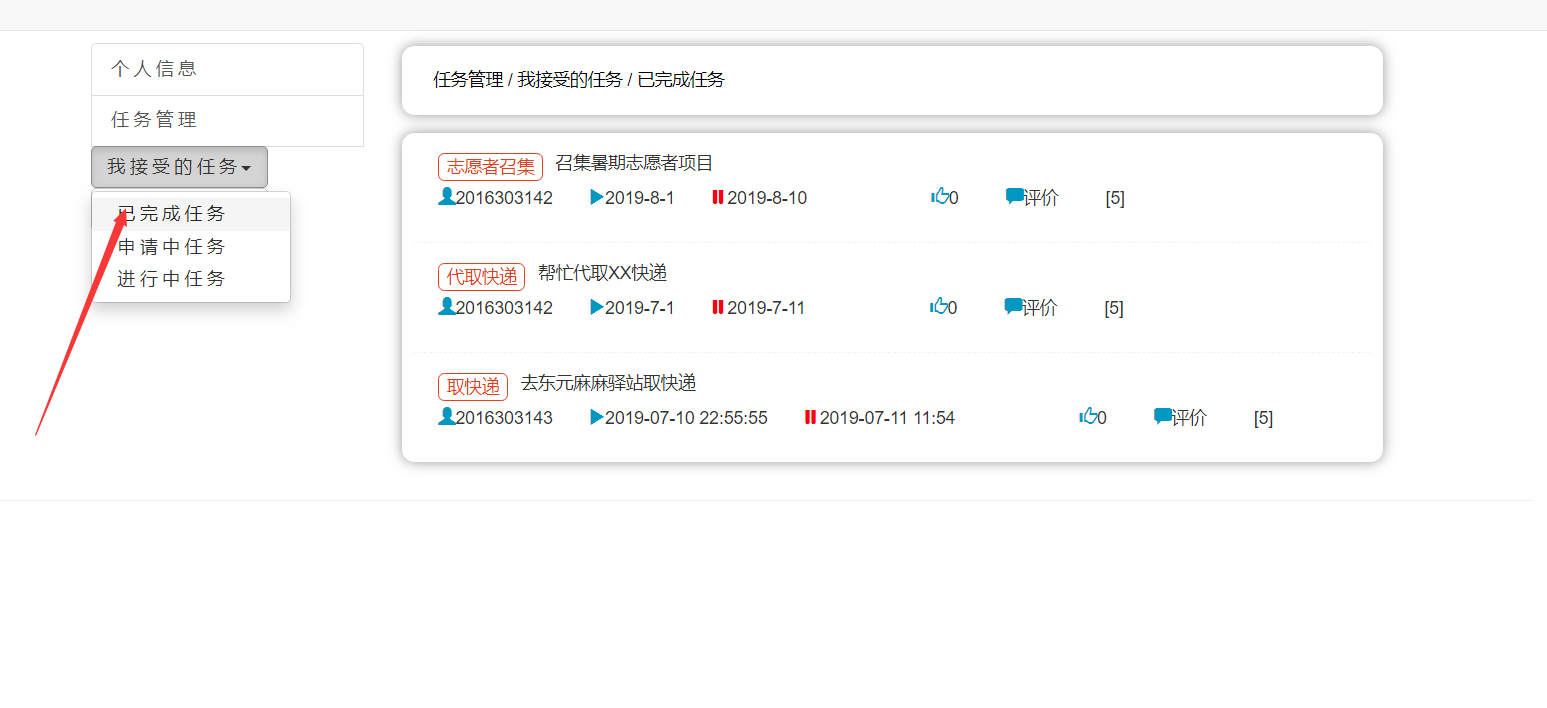 个人信息
任务管理
我接受的任务
已完成任务
申请中任务
进行中任务
任务管理 / 我接受的任务 / 已完成任务
志愿者召集 召集暑期志愿者项目
2016303142 2019-8-1 2019-8-10 0 评价 [5]
代取快递 帮忙代取XX快递
2016303142 2019-7-1 2019-7-11 0 评价 [5]
取快递 去东元麻麻驿站取快递
2016303143 2019-07-10 22:55:55 2019-07-11 11:54 0 评价 [5]